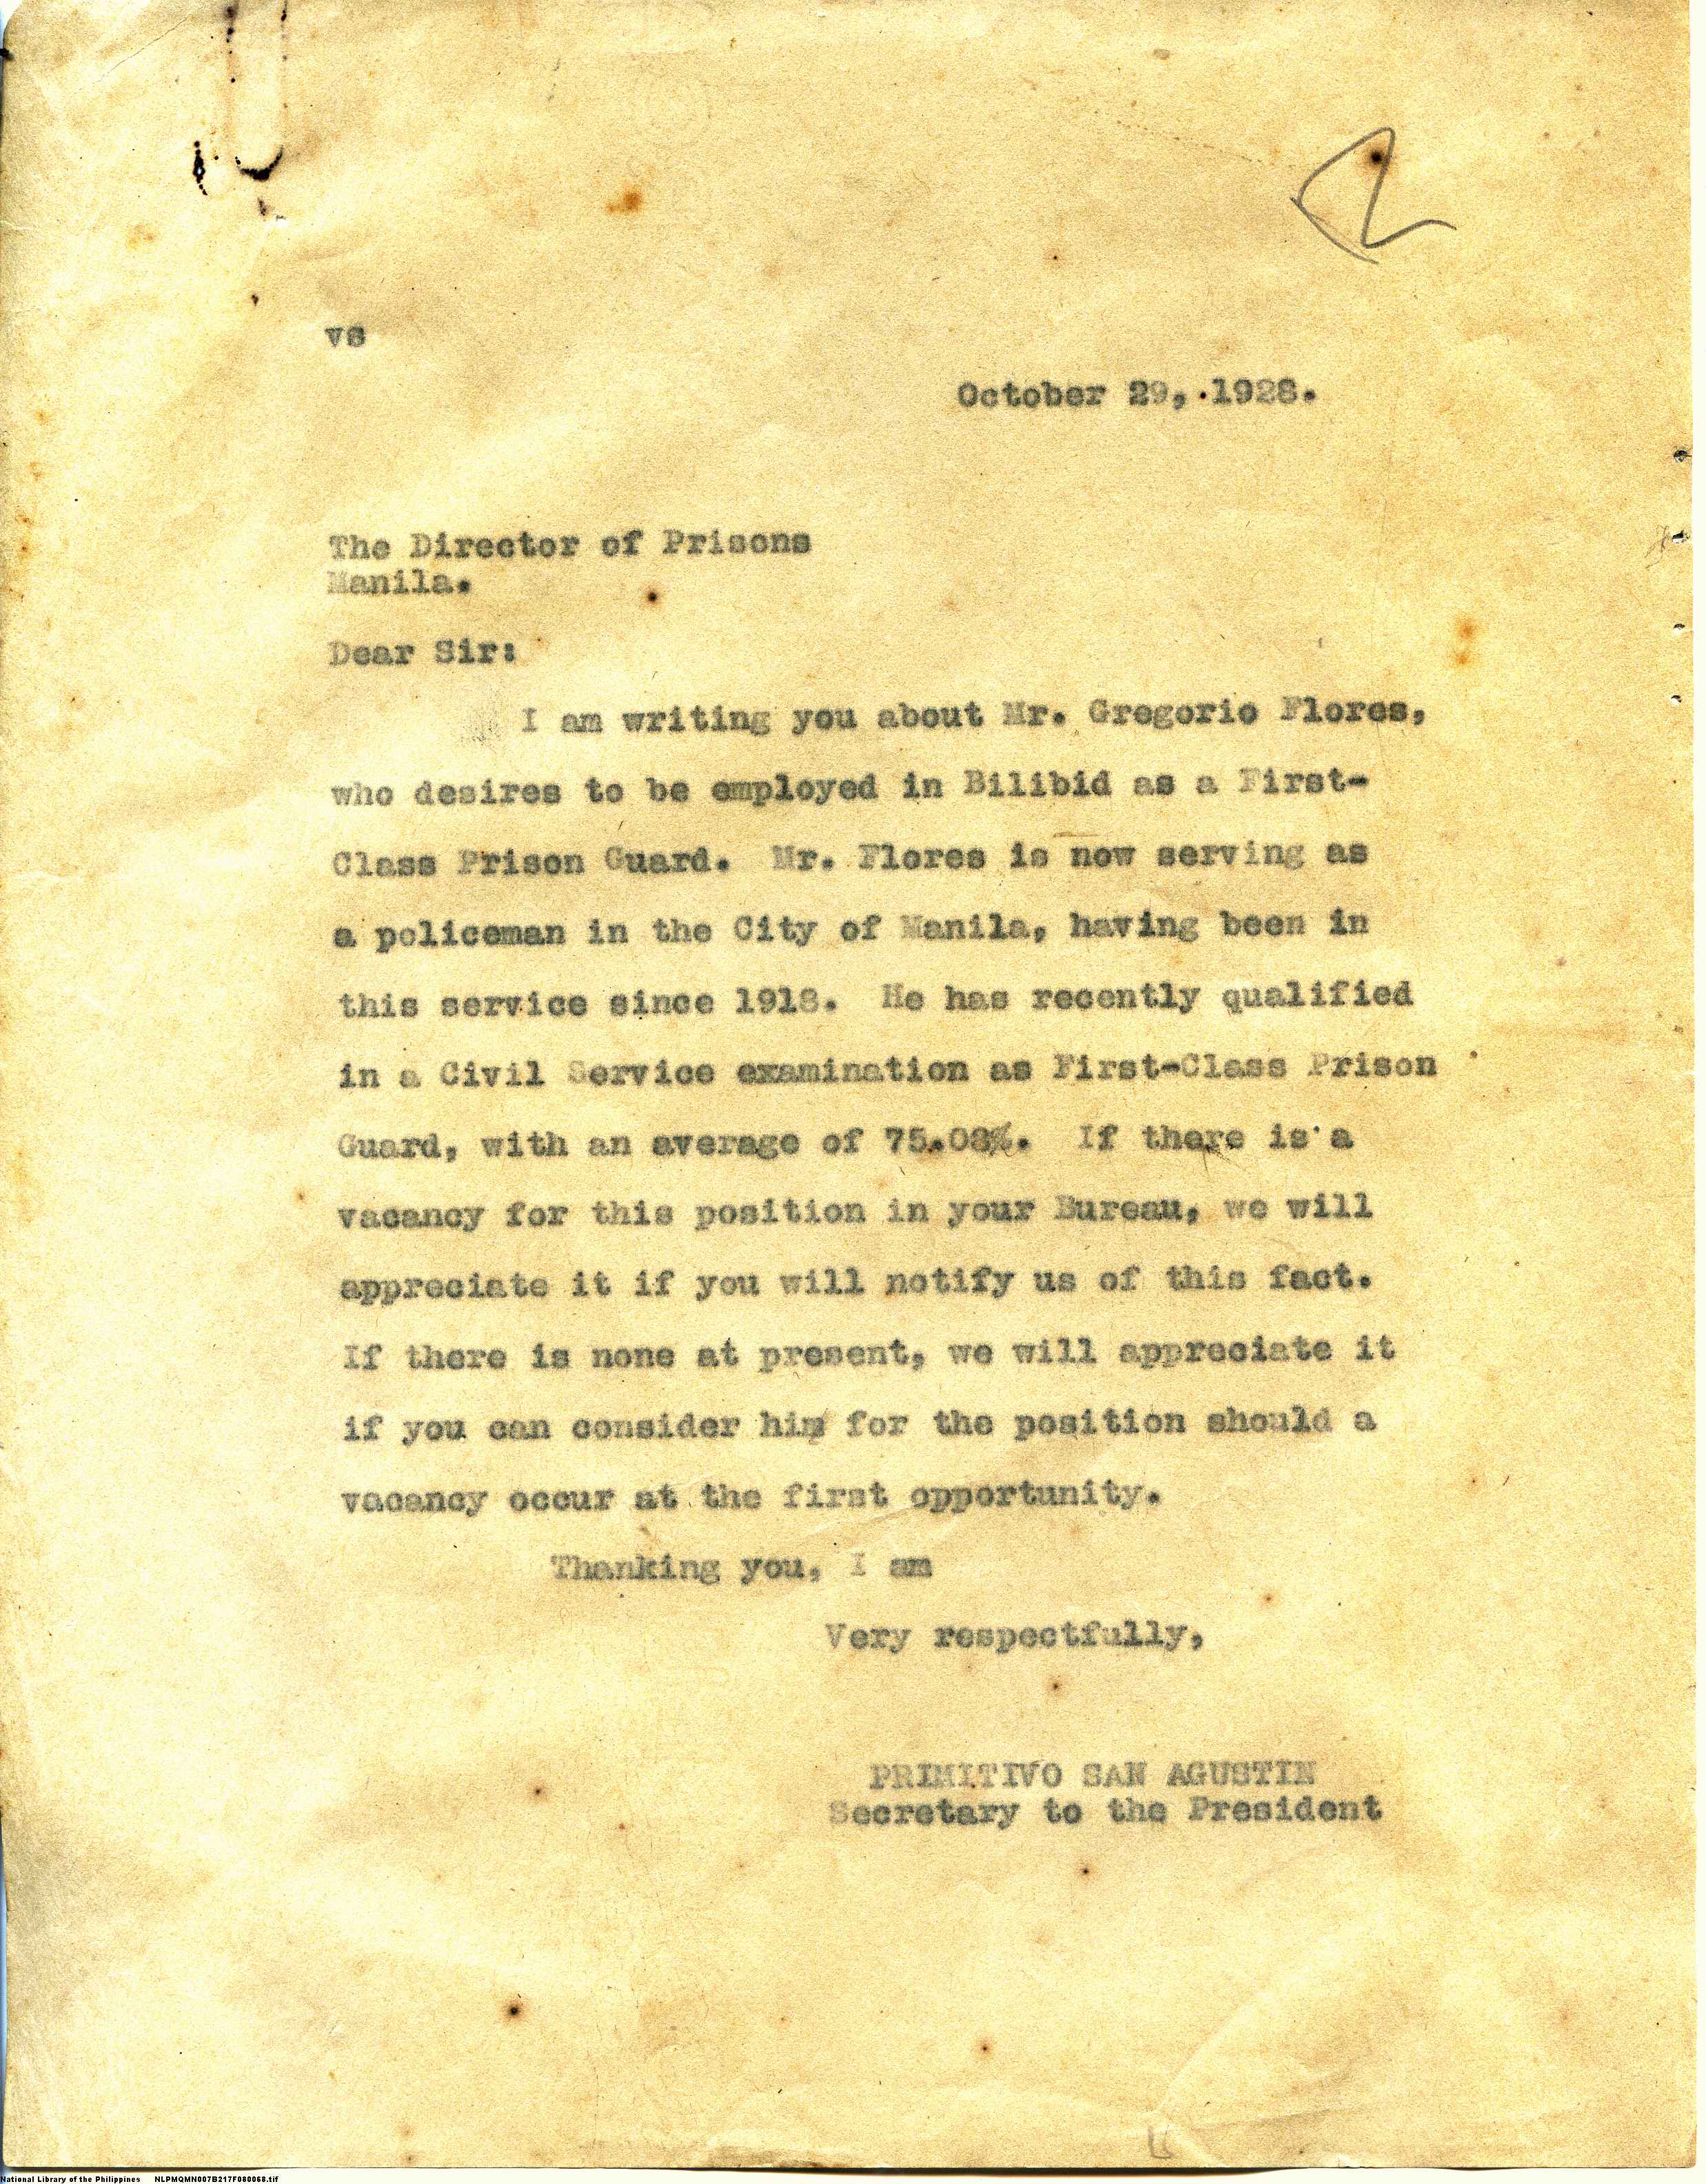 vs
October 29, 1928.
The Director of Prisons
Manila.
Dear Sir:
I am writing you about Mr. Gregorio Flores,
who desires to be employed in Bilibid as a First-
Class Prison Guard. Mr. Flores is now serving as
a policeman in the City of Manila, having been in
this service since 1918. He has recently qualified
in a Civil Service examination as First-Class Prison
Guard, with an average of 75.08%. If there is a
vacancy for this position in your Bureau, we will
appreciate it if you will notify us of this fact.
If there is none at present, we will appreciate it
if you can consider him for the position should a
vacancy occur at the first opportunity.
Thanking you, I am
Very respectfully,
PRIMITIVO SAN AGUSTIN
Secretary to the President
National Library of the Philippines NLPMQMN007B217F080068.tif